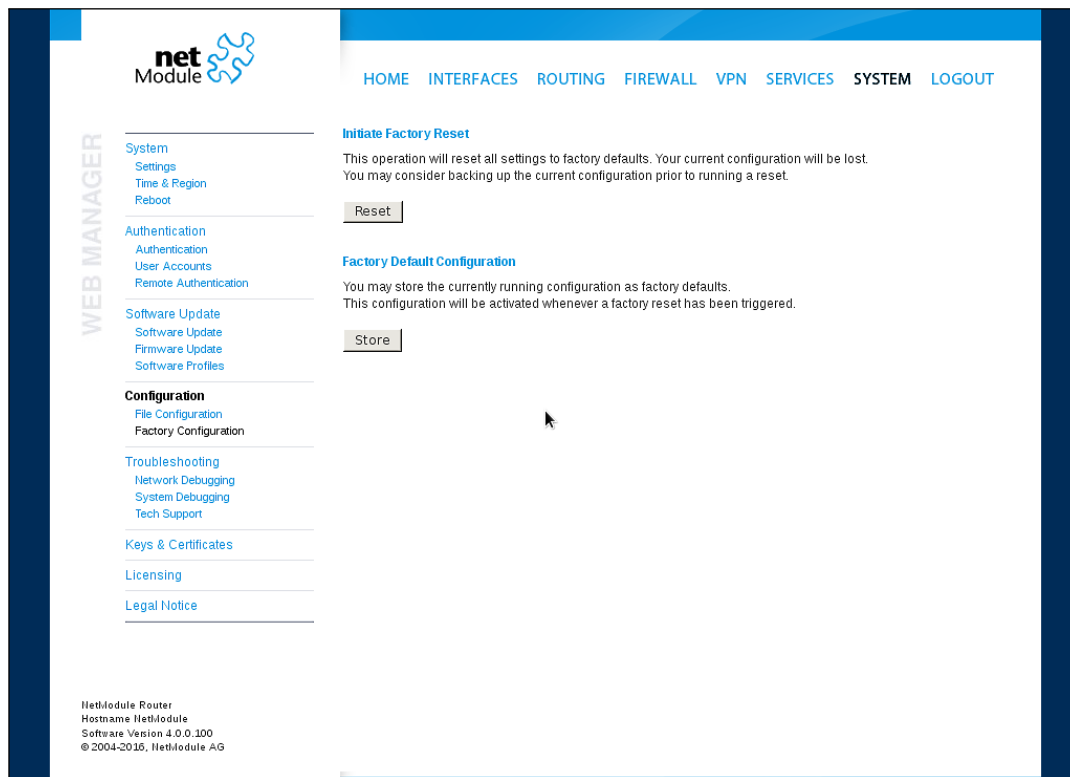 net
Module
HOME INTERFACES ROUTING FIREWALL VPN SERVICES SYSTEM LOGOUT
WEB MANAGER
System
Settings
Time & Region
Reboot
Authentication
Authentication
User Accounts
Remote Authentication
Software Update
Software Update
Firmware Update
Software Profiles
Configuration
File Configuration
Factory Configuration
Troubleshooting
Network Debugging
System Debugging
Tech Support
Keys & Certificates
Licensing
Legal Notice
Initiate Factory Reset
This operation will reset all settings to factory defaults. Your current configuration will be lost.
You may consider backing up the current configuration prior to running a reset.
Reset
Factory Default Configuration
You may store the currently running configuration as factory defaults.
This configuration will be activated whenever a factory reset has been triggered.
Store
NetModule Router
Hostname NetModule
Software Version 4.0.0.100
© 2004-2016, NetModule AG